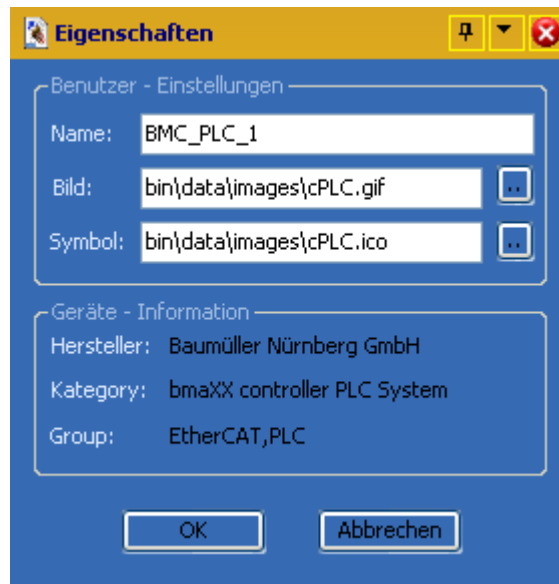 Eigenschaften
Benutzer - Einstellungen
Name: BMC_PLC_1
Bild: bin\data\images\cPLC.gif ..
Symbol: bin\data\images\cPLC.ico ..
Geräte - Information
Hersteller: Baumüller Nürnberg GmbH
Kategory: bmaXX controller PLC System
Group: EtherCAT,PLC
OK Abbrechen